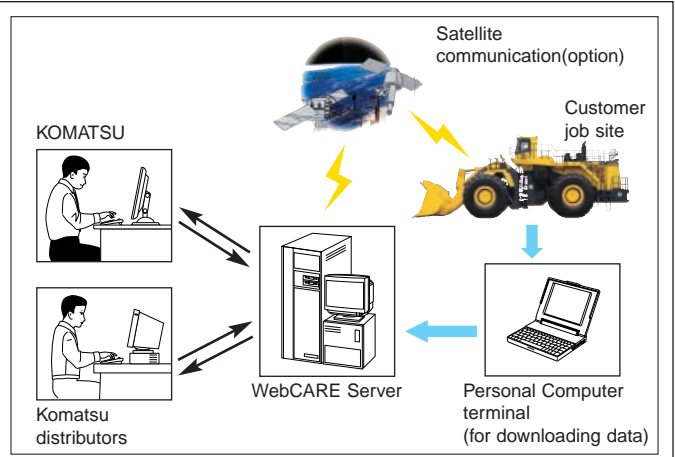 Satellite
communication(option)
Customer
job site
KOMATSU
WebCARE Server
Personal Computer
terminal
(for downloading data)
Komatsu
distributors